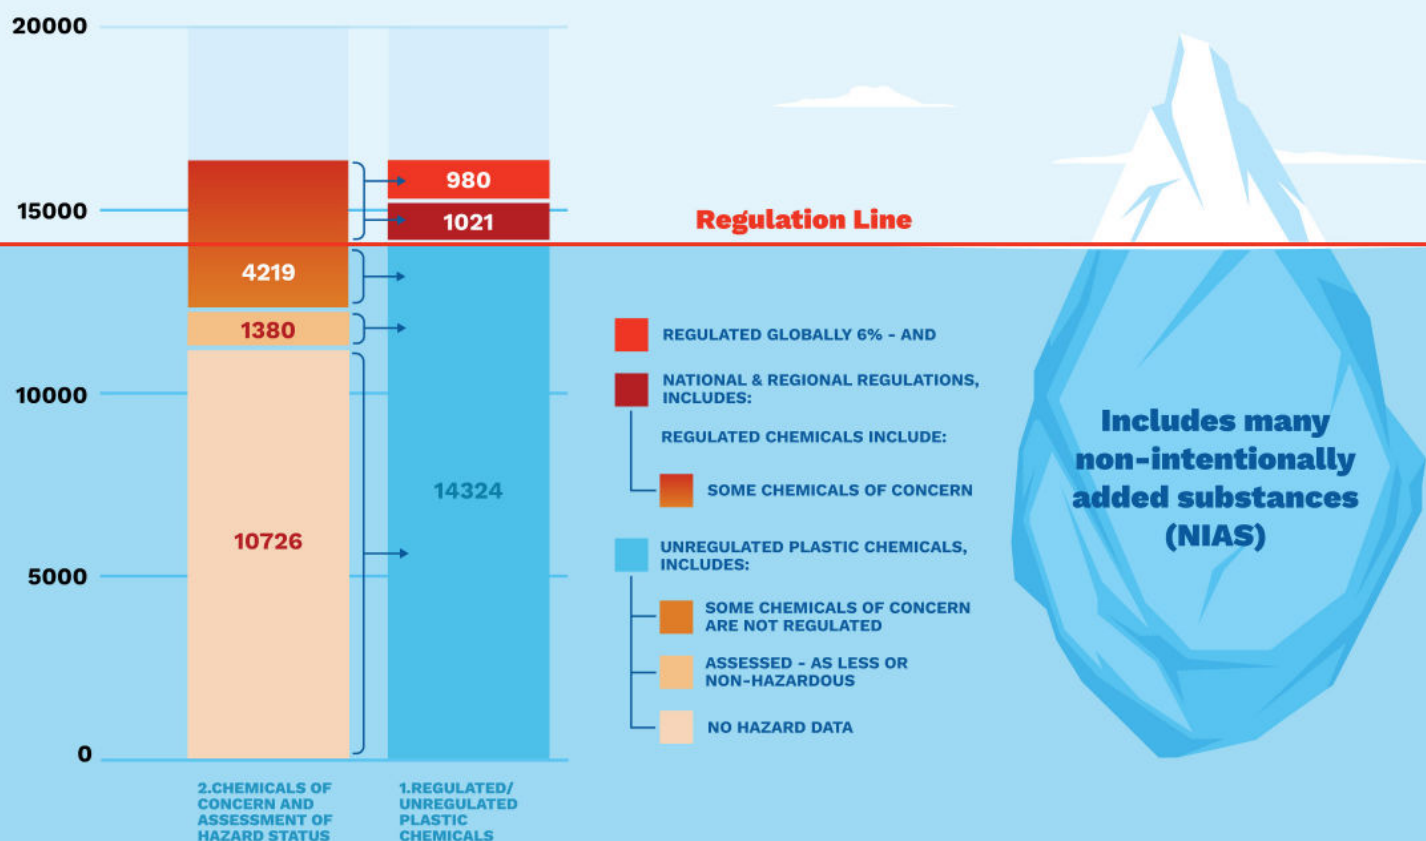 20000
15000
10000
5000
0
4219
1380
10726
980
1021
14324
2.CHEMICALS OF
CONCERN AND
ASSESSMENT OF
HAZARD STATUS
1.REGULATED/
UNREGULATED
PLASTIC
CHEMICALS
Regulation Line
REGULATED GLOBALLY 6% - AND
NATIONAL & REGIONAL REGULATIONS,
INCLUDES:
REGULATED CHEMICALS INCLUDE:
SOME CHEMICALS OF CONCERN
UNREGULATED PLASTIC CHEMICALS,
INCLUDES:
SOME CHEMICALS OF CONCERN
ARE NOT REGULATED
ASSESSED - AS LESS OR
NON-HAZARDOUS
NO HAZARD DATA
Includes many
non-intentionally
added substances
(NIAS)